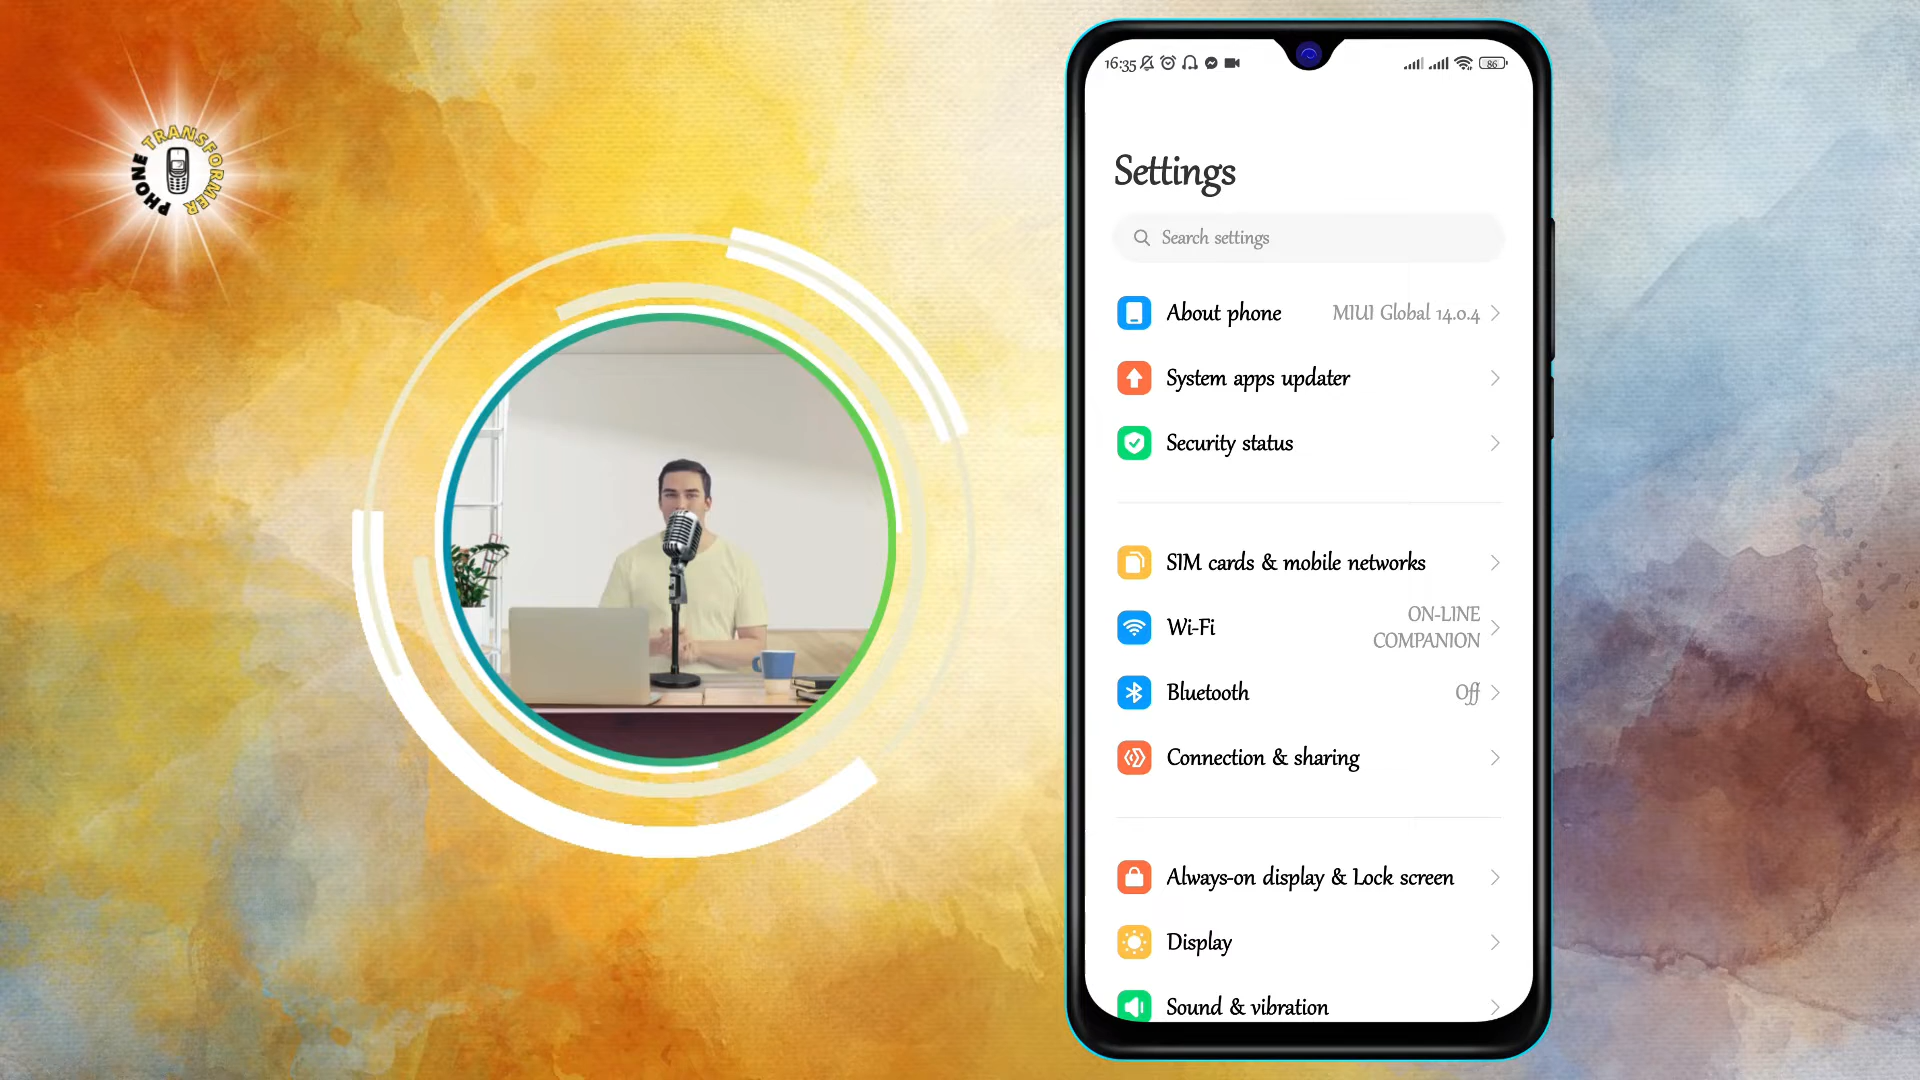 PHONE TRANSFORMER
16:35
86
Settings
Search settings
About phone MIUI Global 14.0.4
System apps updater
Security status
SIM cards & mobile networks
Wi-Fi ON-LINE
COMPANION
Bluetooth Off
Connection & sharing
Always-on display & Lock screen
Display
Sound & vibration